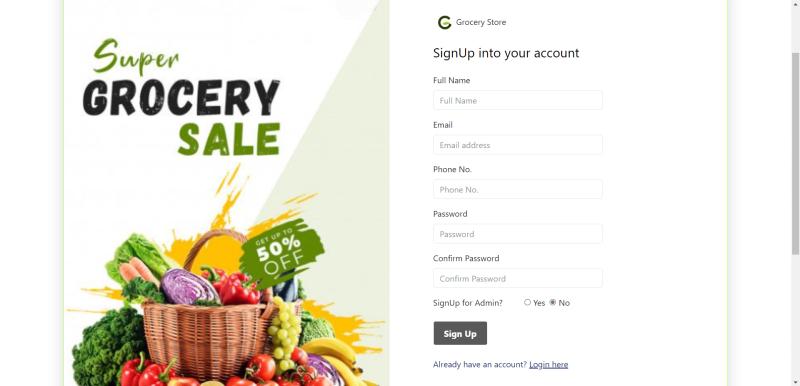 Super
GROCERY
SALE
GET UP TO
50%
OFF
Grocery Store
SignUp into your account
Full Name
Full Name
Email
Email address
Phone No.
Phone No.
Password
Password
Confirm Password
Confirm Password
SignUp for Admin? Yes No
Sign Up
Already have an account? Login here